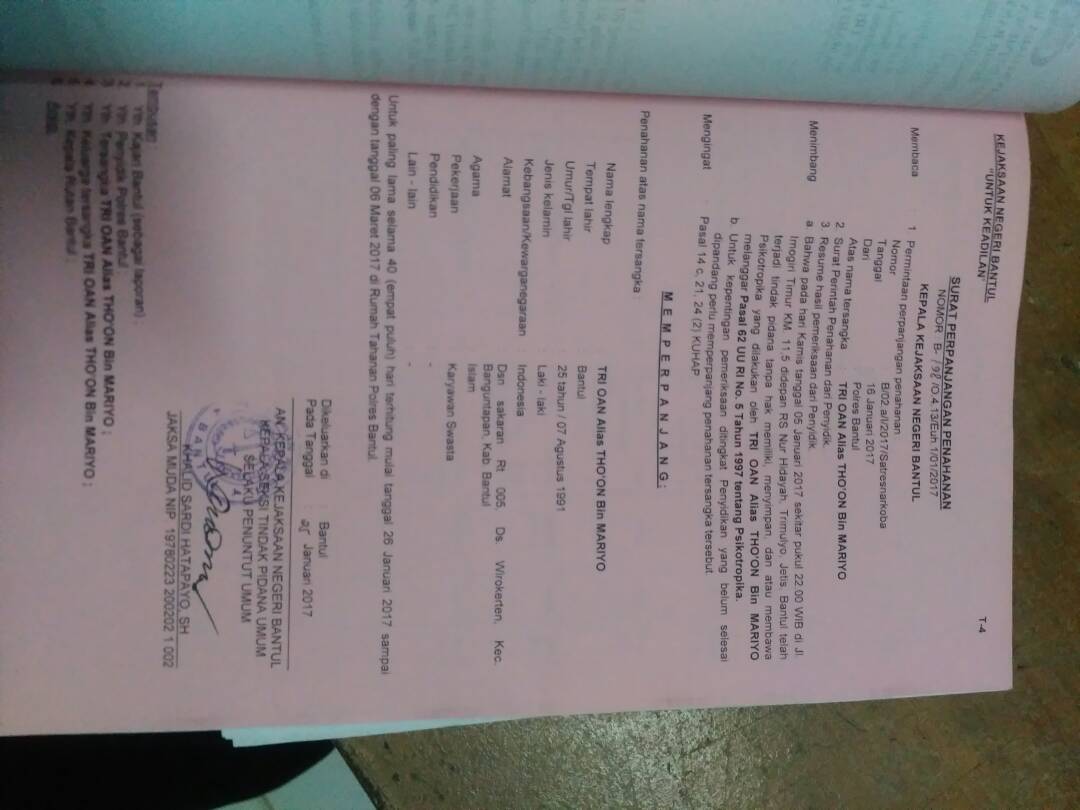 KEJAKSAAN NEGERI BANTUL
"UNTUK KEADILAN"
T-4
SURAT PERPANJANGAN PENAHANAN
NOMOR : B- 198 /O.4.13/Euh.1/01/2017
KEPALA KEJAKSAAN NEGERI BANTUL
Membaca : 1. Permintaan perpanjangan penahanan :
Nomor : B/02.a/I/2017/Satresnarkoba
Tanggal : 16 Januari 2017
Dari : Polres Bantul
Atas nama tersangka : TRI OAN Alias THO'ON Bin MARIYO
2. Surat Perintah Penahanan dari Penyidik.
3. Resume hasil pemeriksaan dari Penyidik.
Menimbang : a. Bahwa pada hari Kamis tanggal 05 Januari 2017 sekitar pukul 22.00 WIB di Jl.
Imogiri Timur KM. 11,5 didepan RS Nur Hidayah, Trimulyo, Jetis, Bantul telah
terjadi tindak pidana tanpa hak memiliki, menyimpan, dan atau membawa
Psikotropika yang dilakukan oleh TRI OAN Alias THO'ON Bin MARIYO
melanggar Pasal 62 UU RI No. 5 Tahun 1997 tentang Psikotropika.
b. Untuk kepentingan pemeriksaan ditingkat Penyidikan yang belum selesai
dipandang perlu memperpanjang penahanan tersangka tersebut.
Mengingat : Pasal 14 c, 21, 24 (2) KUHAP
M E M P E R P A N J A N G :
Penahanan atas nama tersangka :
Nama lengkap : TRI OAN Alias THO'ON Bin MARIYO
Tempat lahir : Bantul
Umur/Tgl lahir : 25 tahun / 07 Agustus 1991
Jenis kelamin : Laki - laki
Kebangsaan/Kewarganegaraan : Indonesia
Alamat : Dsn sakaran Rt 005, Ds. Wirokerten, Kec.
Banguntapan, Kab. Bantul
Agama : Islam
Pekerjaan : Karyawan Swasta
Pendidikan : -
Lain - lain : -
Untuk paling lama selama 40 (empat puluh) hari terhitung mulai tanggal 26 Januari 2017 sampai
dengan tanggal 06 Maret 2017 di Rumah Tahanan Polres Bantul.
Dikeluarkan di : Bantul
Pada Tanggal : 25 Januari 2017
AN. KEPALA KEJAKSAAN NEGERI BANTUL
KEPALA SEKSI TINDAK PIDANA UMUM
SELAKU PENUNTUT UMUM
BANTUL
KHALID SARDI HATAPAYO, SH
JAKSA MUDA NIP. 19780223 200202 1 002
Tembusan :
1. Yth. Kajari Bantul (sebagai laporan) ;
2. Yth. Penyidik Polres Bantul ;
3. Yth. Tersangka TRI OAN Alias THO'ON Bin MARIYO ;
4. Yth. Keluarga tersangka TRI OAN Alias THO'ON Bin MARIYO ;
5. Yth. Kepala Rutan Bantul ;
6. Arsip.